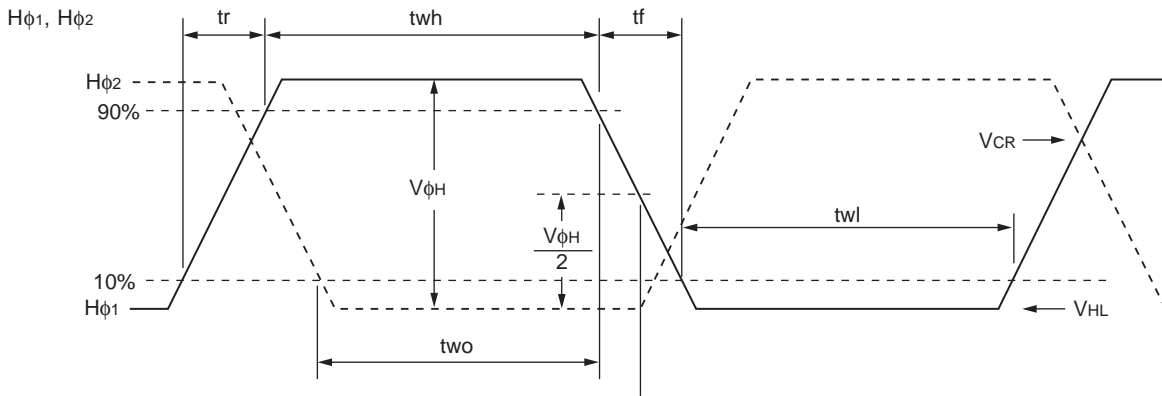 Hϕ1, Hϕ2
tr
twh
tf
Hϕ2
90%
VCR
VϕH
twl
VϕH
2
10%
Hϕ1
VHL
two